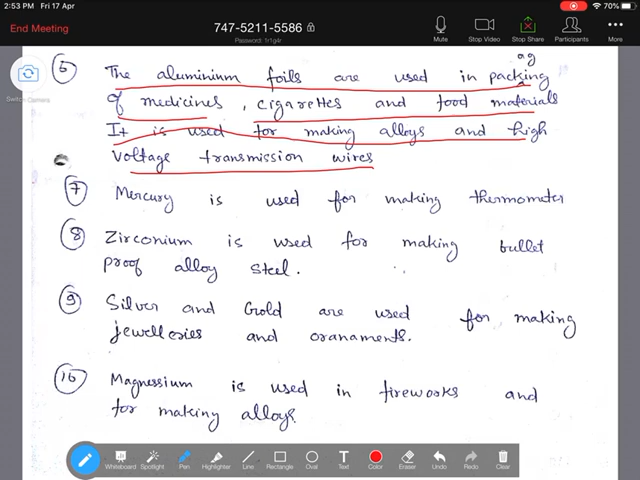 2:53 PM Fri 17 Apr
70%
End Meeting
747-5211-5586
Password: 1r1g4r
Mute
Stop Video
Stop Share
Participants
More
Switch Camera
ag
⑥ The aluminium foils are used in packing
of medicines, cigarettes and food materials
It is used for making alloys and high
voltage transmission wires
⑦ Mercury is used for making thermometer
⑧ Zirconium is used for making bullet
proof alloy steel.
⑨ Silver and Gold are used for making
jewelleries and oranaments.
⑩ Magnessium is used in fireworks and
for making alloys.
Whiteboard Spotlight Pen Highlighter Line Rectangle Oval Text Color Eraser Undo Redo Clear